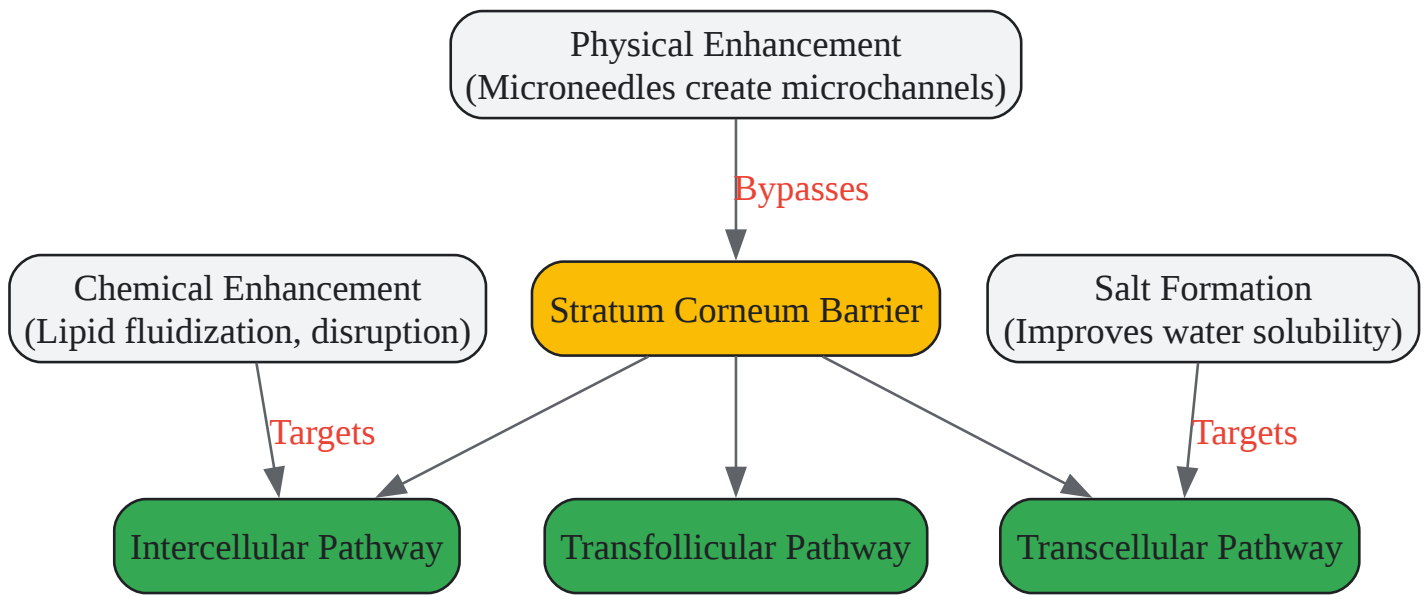 Physical Enhancement
(Microneedles create microchannels)
Bypasses
Chemical Enhancement
(Lipid fluidization, disruption)
Stratum Corneum Barrier
Salt Formation
(Improves water solubility)
Targets
Targets
Intercellular Pathway
Transfollicular Pathway
Transcellular Pathway